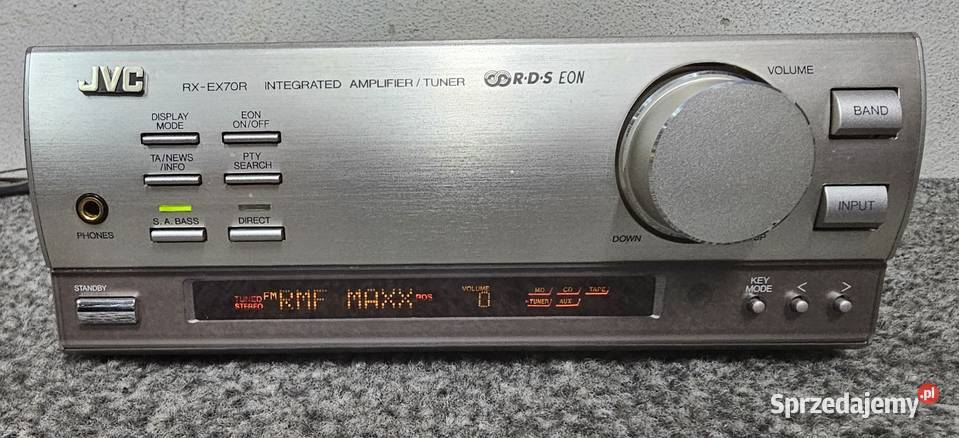 JVC
RX-EX70R INTEGRATED AMPLIFIER/TUNER R·D·S EON
VOLUME
DISPLAY
MODE
EON
ON/OFF
BAND
TA/NEWS
/INFO
PTY
SEARCH
S.A.BASS
DIRECT
INPUT
PHONES
DOWN
UP
STANDBY
TUNED
STEREO
FM RMF MAXX RDS
VOLUME
0
MD CD TAPE
TUNER AUX
KEY
MODE
< >
Sprzedajemy.pl